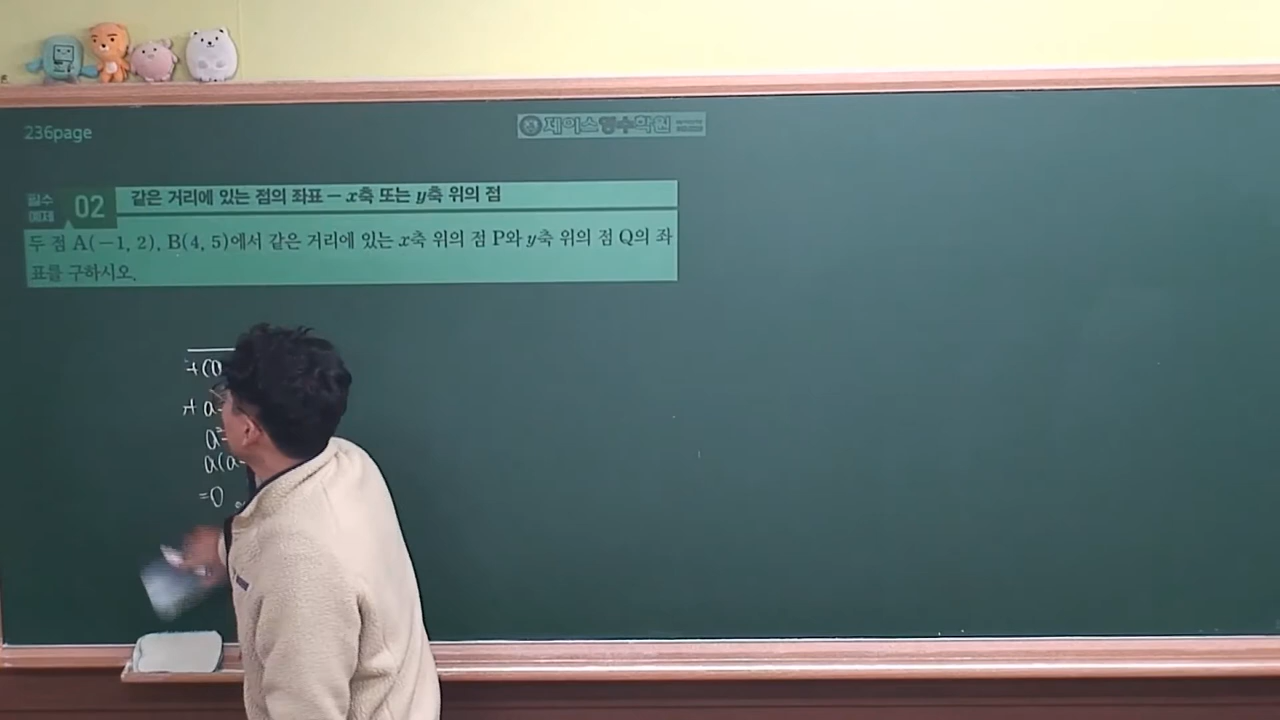 236page
제이스영수학원
필수 예제 02 같은 거리에 있는 점의 좌표 – x축 또는 y축 위의 점
두 점 A(−1, 2), B(4, 5)에서 같은 거리에 있는 x축 위의 점 P와 y축 위의 점 Q의 좌
표를 구하시오.
+(a
+ a
a²-
a(a-
=0